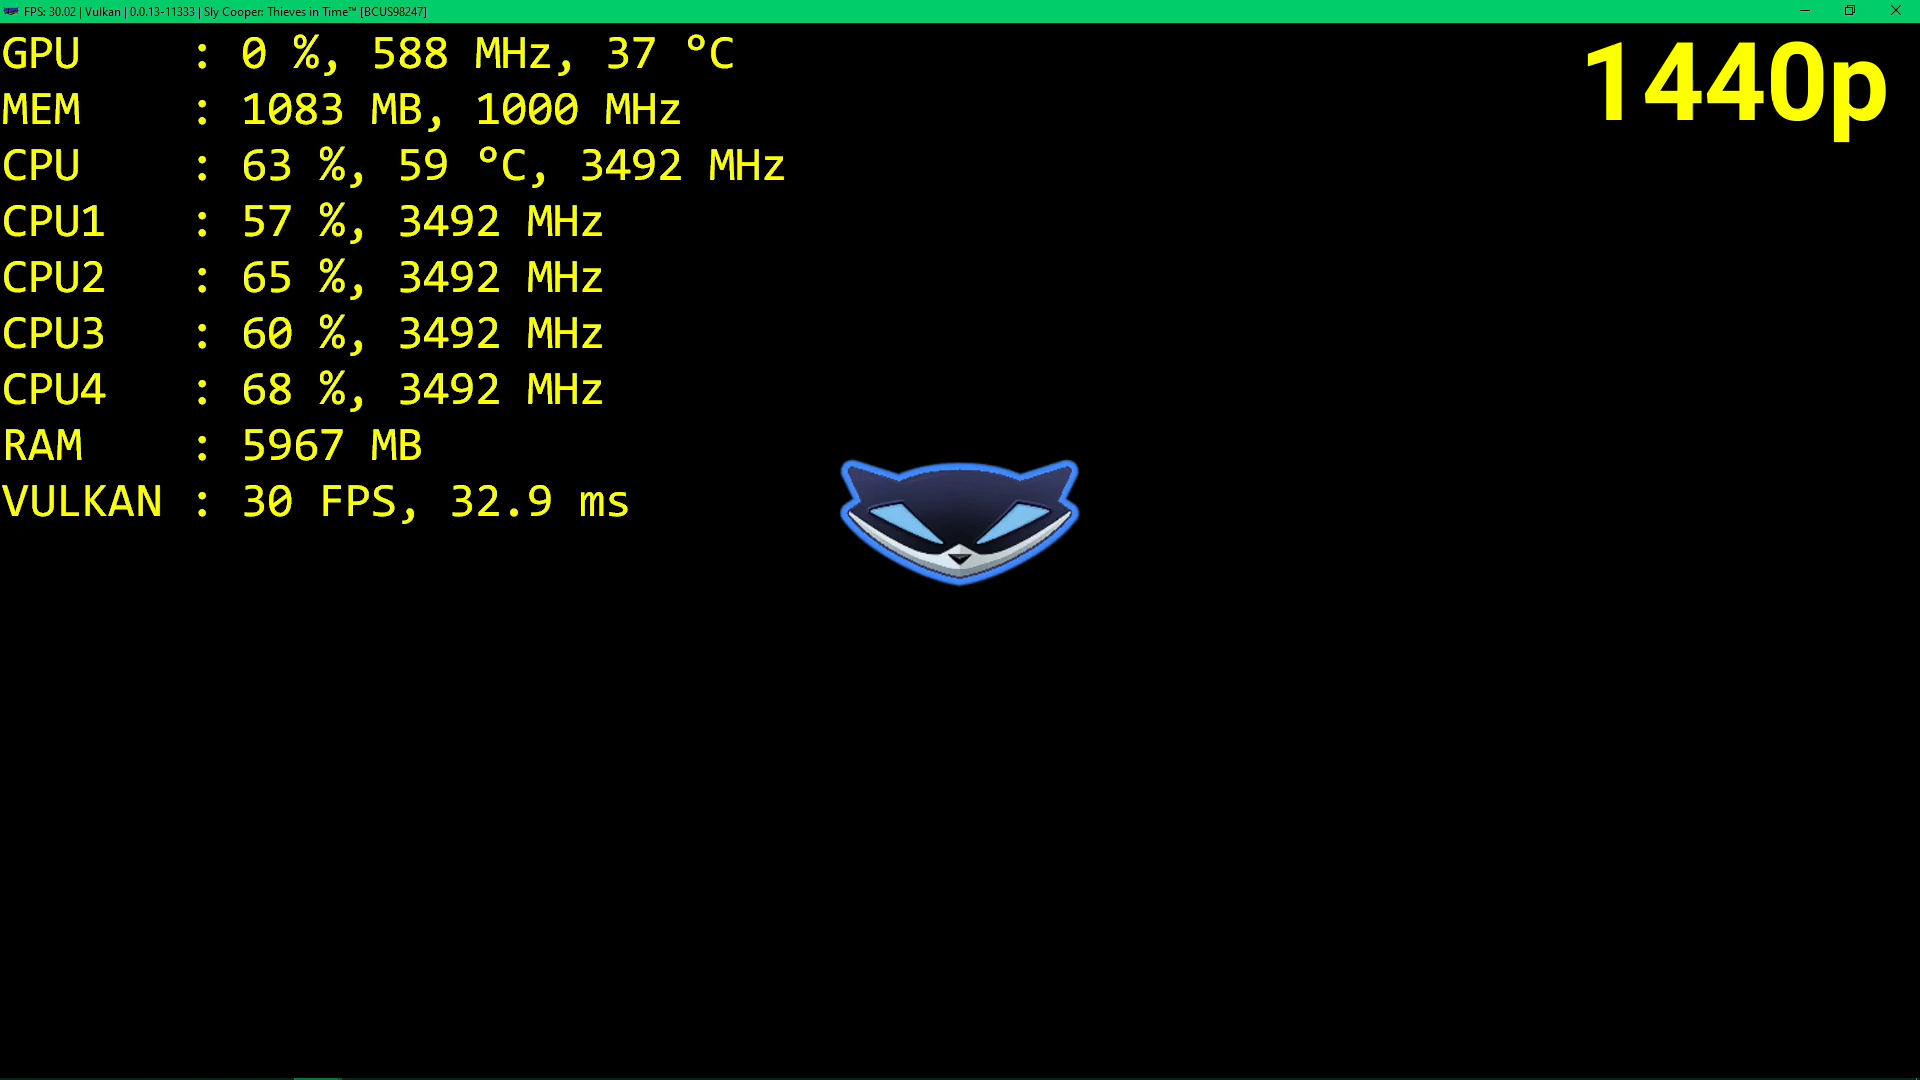 FPS: 30.02 | Vulkan | 0.0.13-11333 | Sly Cooper: Thieves in Time™ [BCUS98247]
1440p
GPU : 0 %, 588 MHz, 37 °C
MEM : 1083 MB, 1000 MHz
CPU : 63 %, 59 °C, 3492 MHz
CPU1 : 57 %, 3492 MHz
CPU2 : 65 %, 3492 MHz
CPU3 : 60 %, 3492 MHz
CPU4 : 68 %, 3492 MHz
RAM : 5967 MB
VULKAN : 30 FPS, 32.9 ms